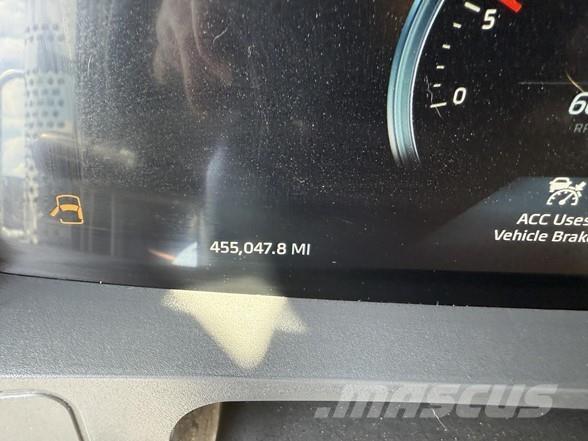 5
0
455,047.8 MI
ACC Uses
Vehicle Brak
MASCUS